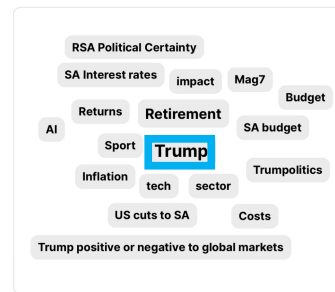 RSA Political Certainty
SA Interest rates
impact
Mag7
Budget
Returns
Retirement
AI
SA budget
Sport
Trump
Inflation
Trumpolitics
tech
sector
US cuts to SA
Costs
Trump positive or negative to global markets